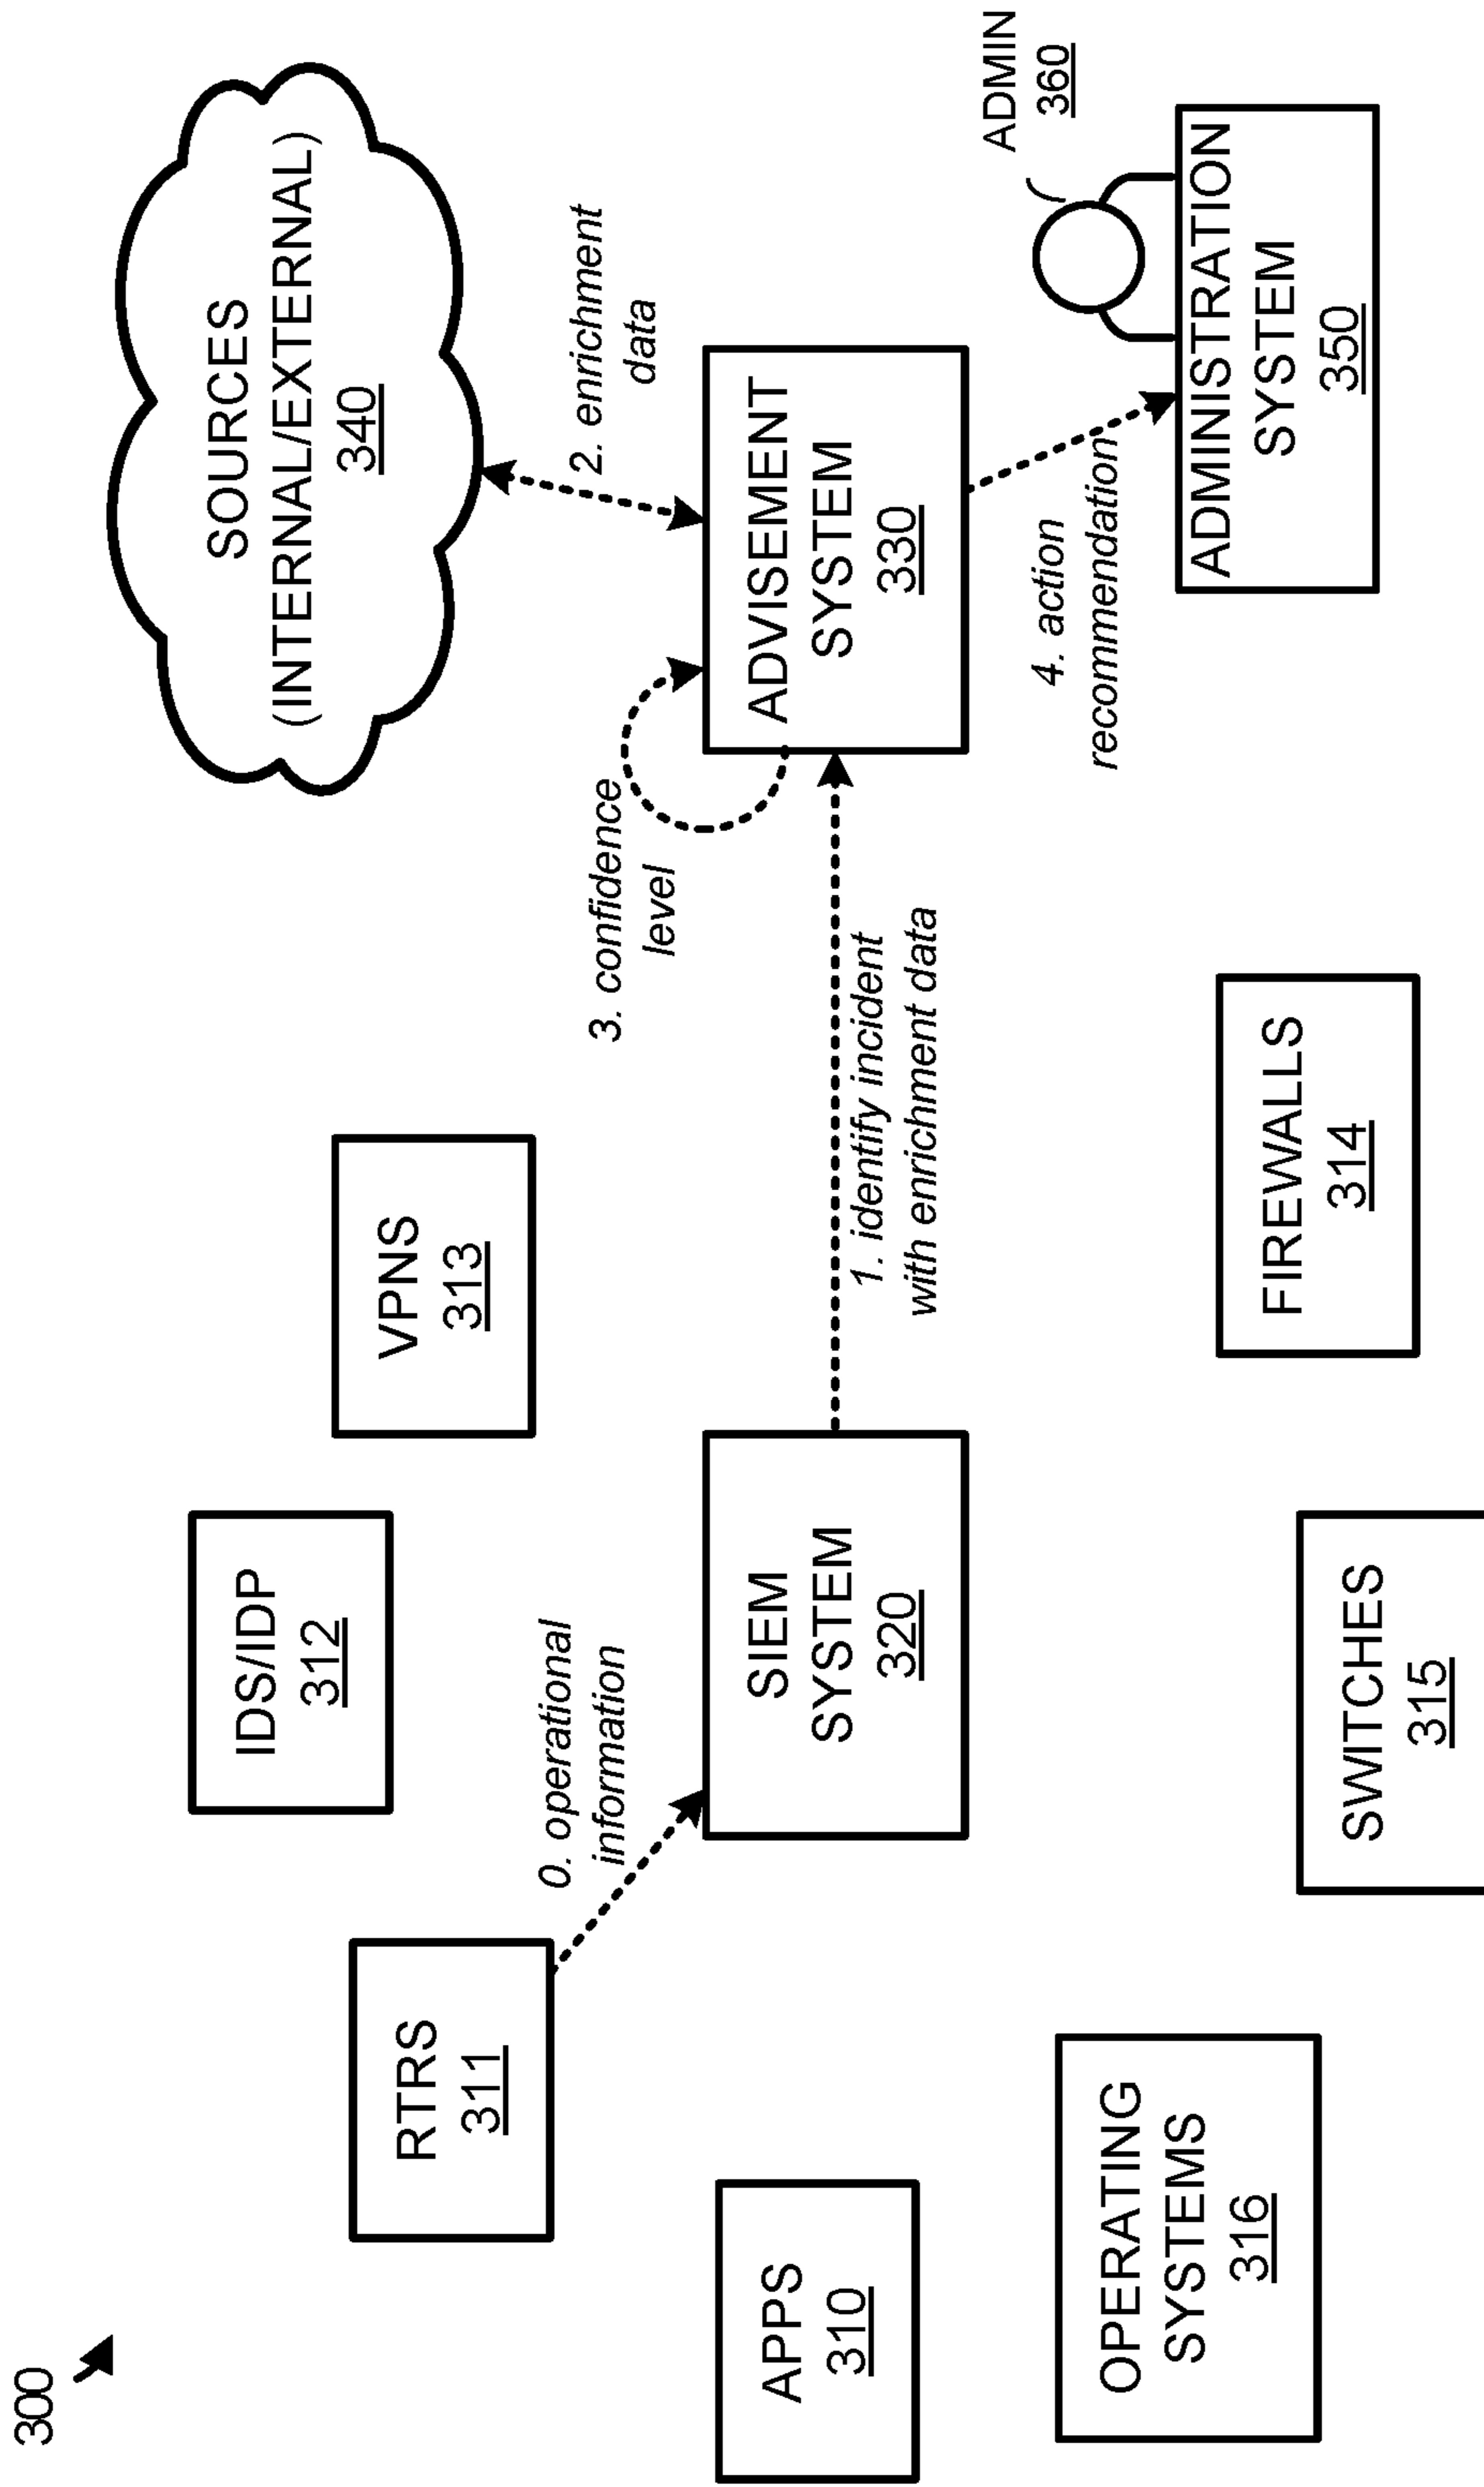 300
APPS
310
RTRS
311
IDS/IDP
312
VPNS
313
SOURCES
(INTERNAL/EXTERNAL)
340
0. operational
information
SIEM
SYSTEM
320
1. identify incident
with enrichment data
3. confidence
level
2. enrichment
data
ADVISEMENT
SYSTEM
330
4. action
recommendation
ADMIN
360
ADMINISTRATION
SYSTEM
350
OPERATING
SYSTEMS
316
SWITCHES
315
FIREWALLS
314